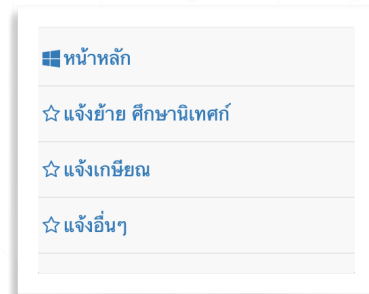 หน้าหลัก
แจ้งย้าย ศึกษานิเทศก์
แจ้งเกษียณ
แจ้งอื่นๆ